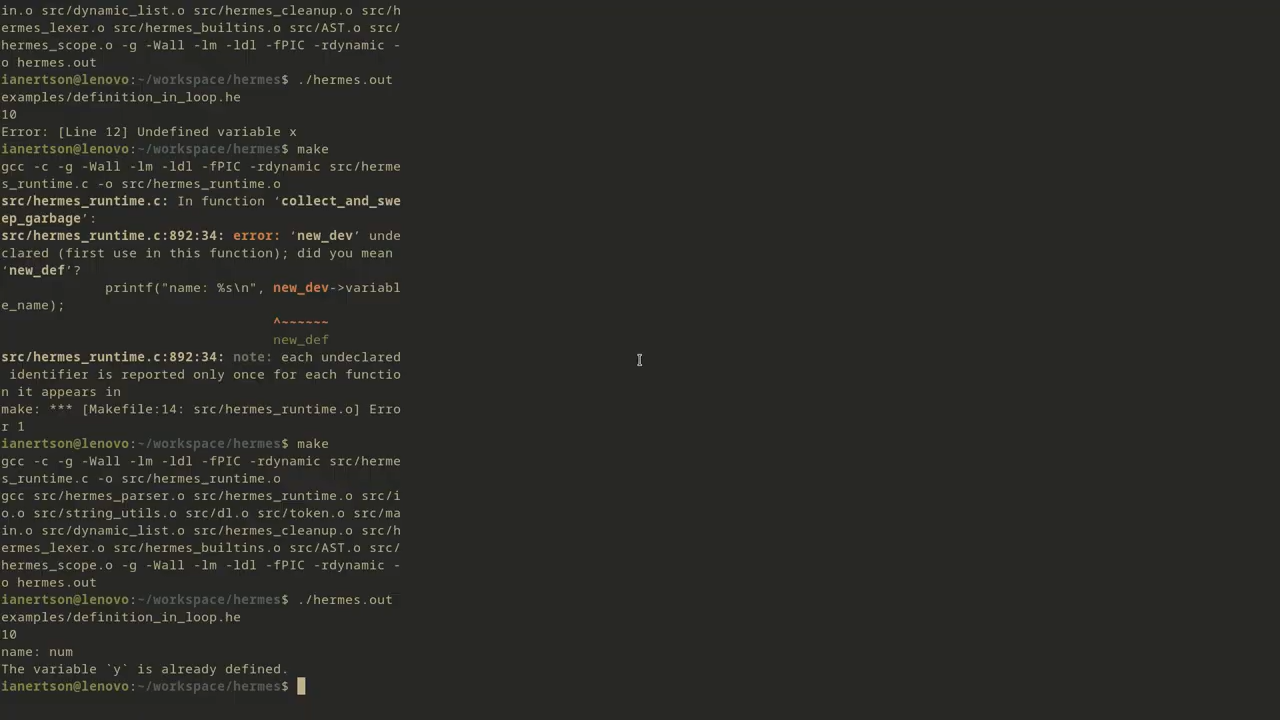 in.o src/dynamic_list.o src/hermes_cleanup.o src/h
ermes_lexer.o src/hermes_builtins.o src/AST.o src/
hermes_scope.o -g -Wall -lm -ldl -fPIC -rdynamic -
o hermes.out
ianertson@lenovo:~/workspace/hermes$ ./hermes.out
examples/definition_in_loop.he
10
Error: [Line 12] Undefined variable x
ianertson@lenovo:~/workspace/hermes$ make
gcc -c -g -Wall -lm -ldl -fPIC -rdynamic src/herme
s_runtime.c -o src/hermes_runtime.o
src/hermes_runtime.c: In function ‘collect_and_swe
ep_garbage’:
src/hermes_runtime.c:892:34: error: ‘new_dev’ unde
clared (first use in this function); did you mean
‘new_def’?
             printf("name: %s\n", new_dev->variabl
e_name);
                                  ^~~~~~~
                                  new_def
src/hermes_runtime.c:892:34: note: each undeclared
 identifier is reported only once for each functio
n it appears in
make: *** [Makefile:14: src/hermes_runtime.o] Erro
r 1
ianertson@lenovo:~/workspace/hermes$ make
gcc -c -g -Wall -lm -ldl -fPIC -rdynamic src/herme
s_runtime.c -o src/hermes_runtime.o
gcc src/hermes_parser.o src/hermes_runtime.o src/i
o.o src/string_utils.o src/dl.o src/token.o src/ma
in.o src/dynamic_list.o src/hermes_cleanup.o src/h
ermes_lexer.o src/hermes_builtins.o src/AST.o src/
hermes_scope.o -g -Wall -lm -ldl -fPIC -rdynamic -
o hermes.out
ianertson@lenovo:~/workspace/hermes$ ./hermes.out
examples/definition_in_loop.he
10
name: num
The variable `y` is already defined.
ianertson@lenovo:~/workspace/hermes$